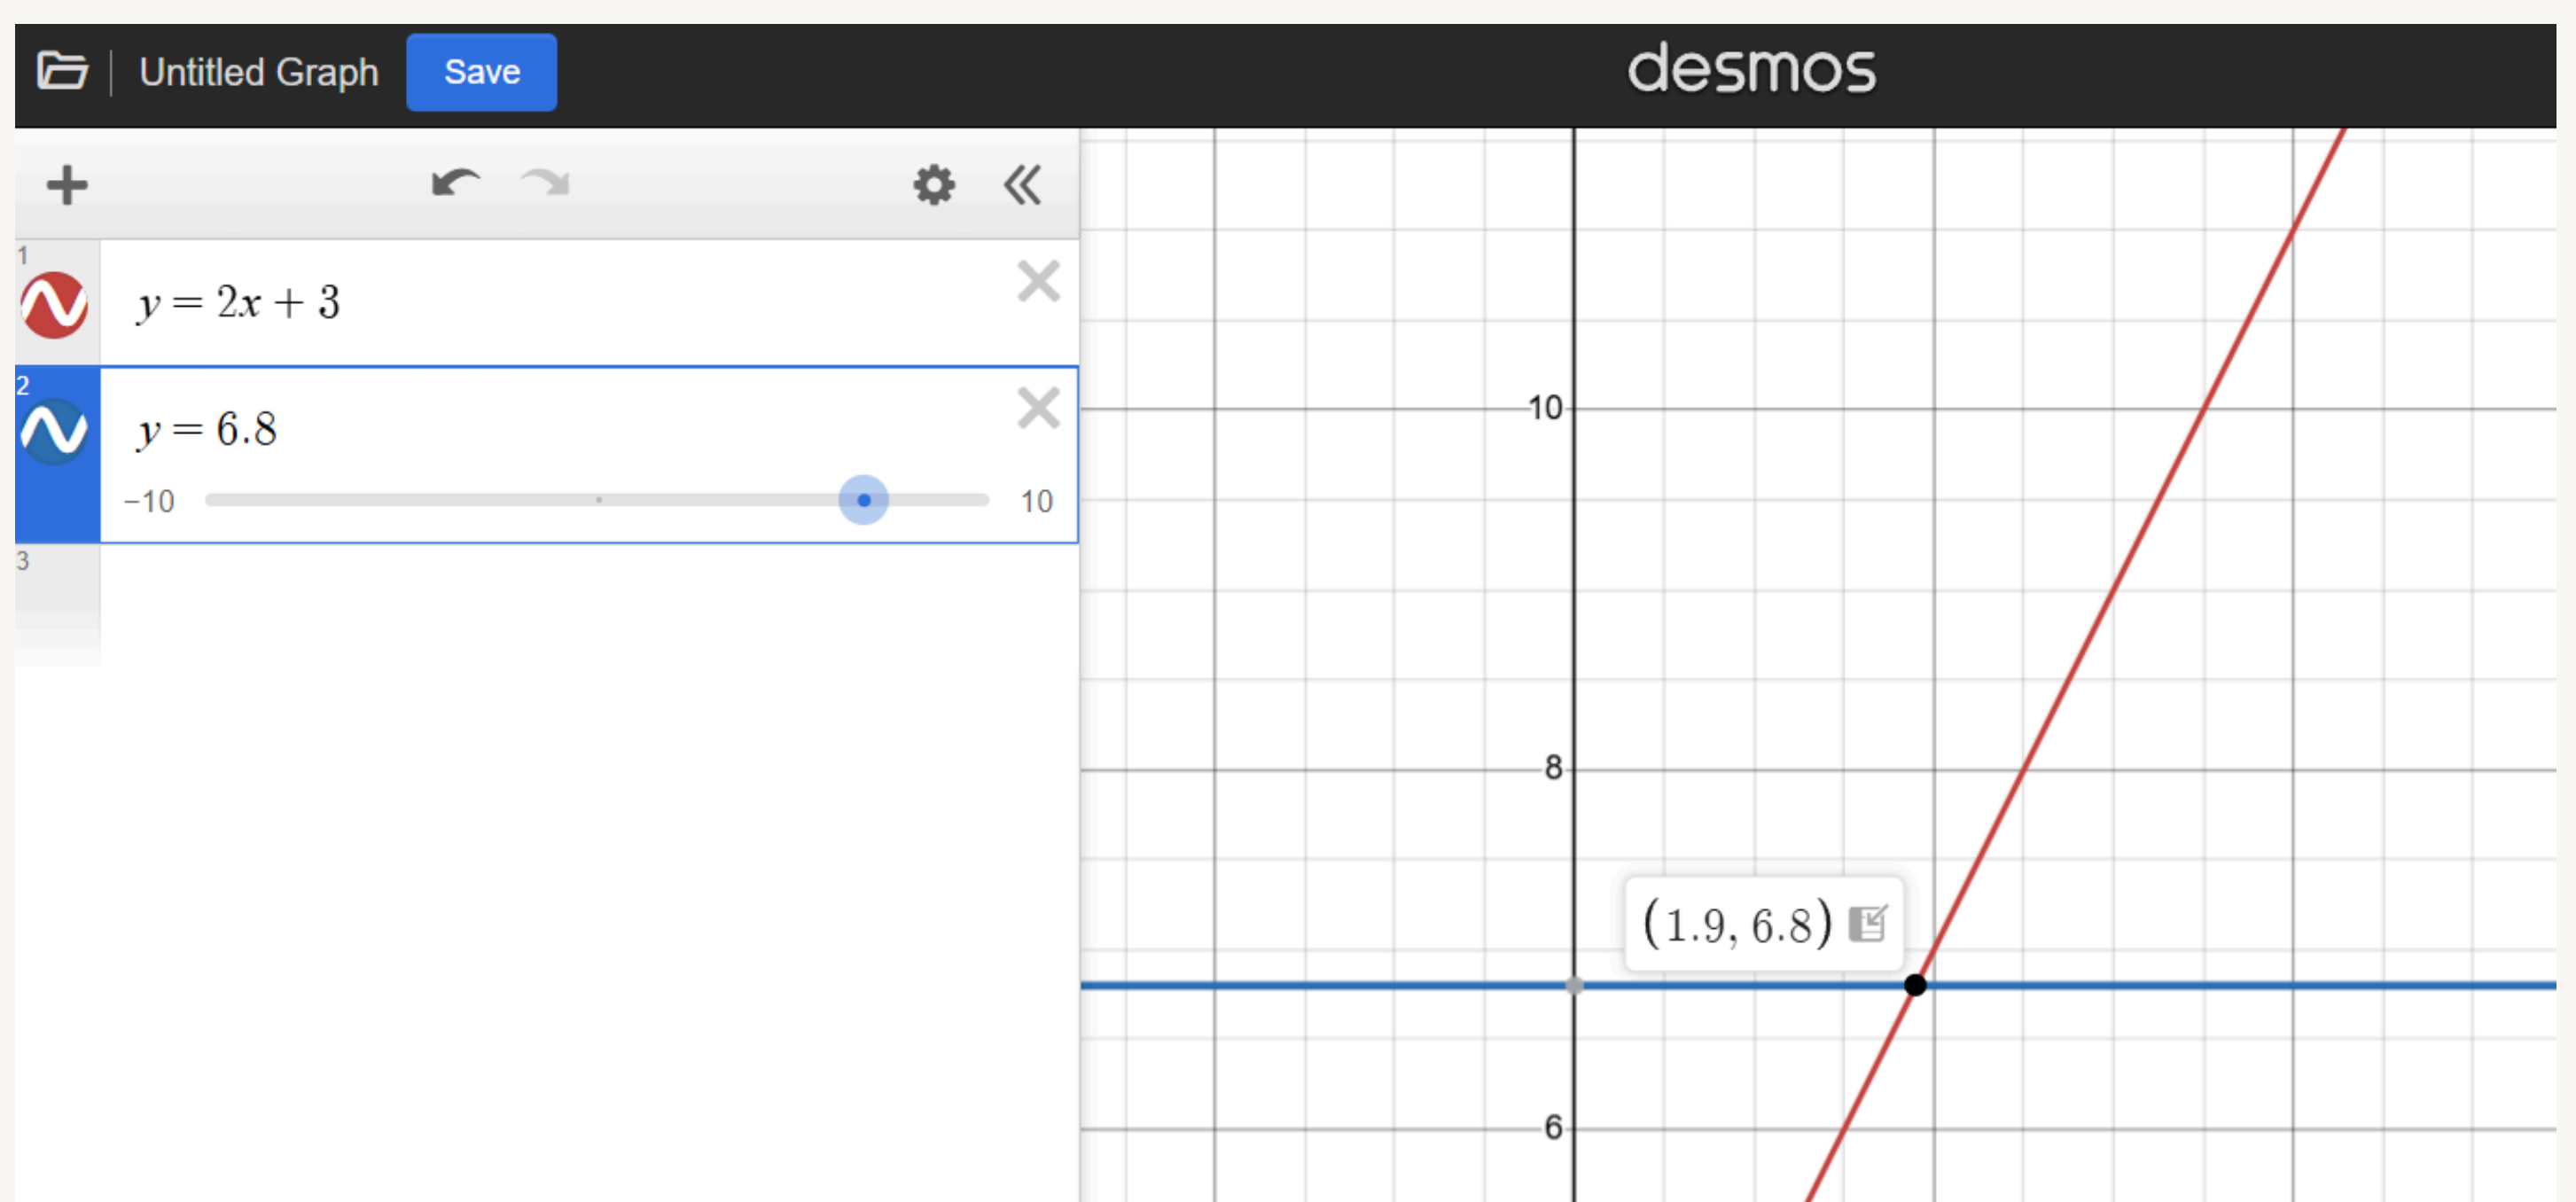 Untitled Graph Save desmos
1
y = 2x + 3
2
y = 6.8
−10 10
3
10
8
(1.9, 6.8)
6